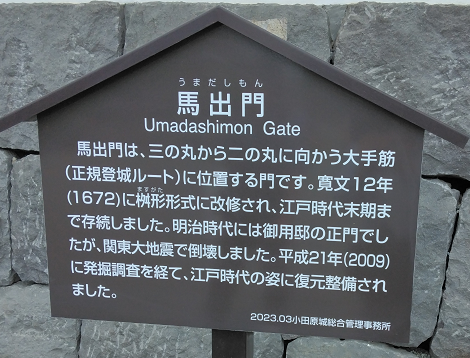 うまだしもん
馬出門
Umadashimon Gate
馬出門は、三の丸から二の丸に向かう大手筋
(正規登城ルート)に位置する門です。寛文12年
(1672)に桝形形式に改修され、江戸時代末期ま
ますがた
で存続しました。明治時代には御用邸の正門でし
たが、関東大地震で倒壊しました。平成21年(2009)
に発掘調査を経て、江戸時代の姿に復元整備され
ました。
2023.03小田原城総合管理事務所